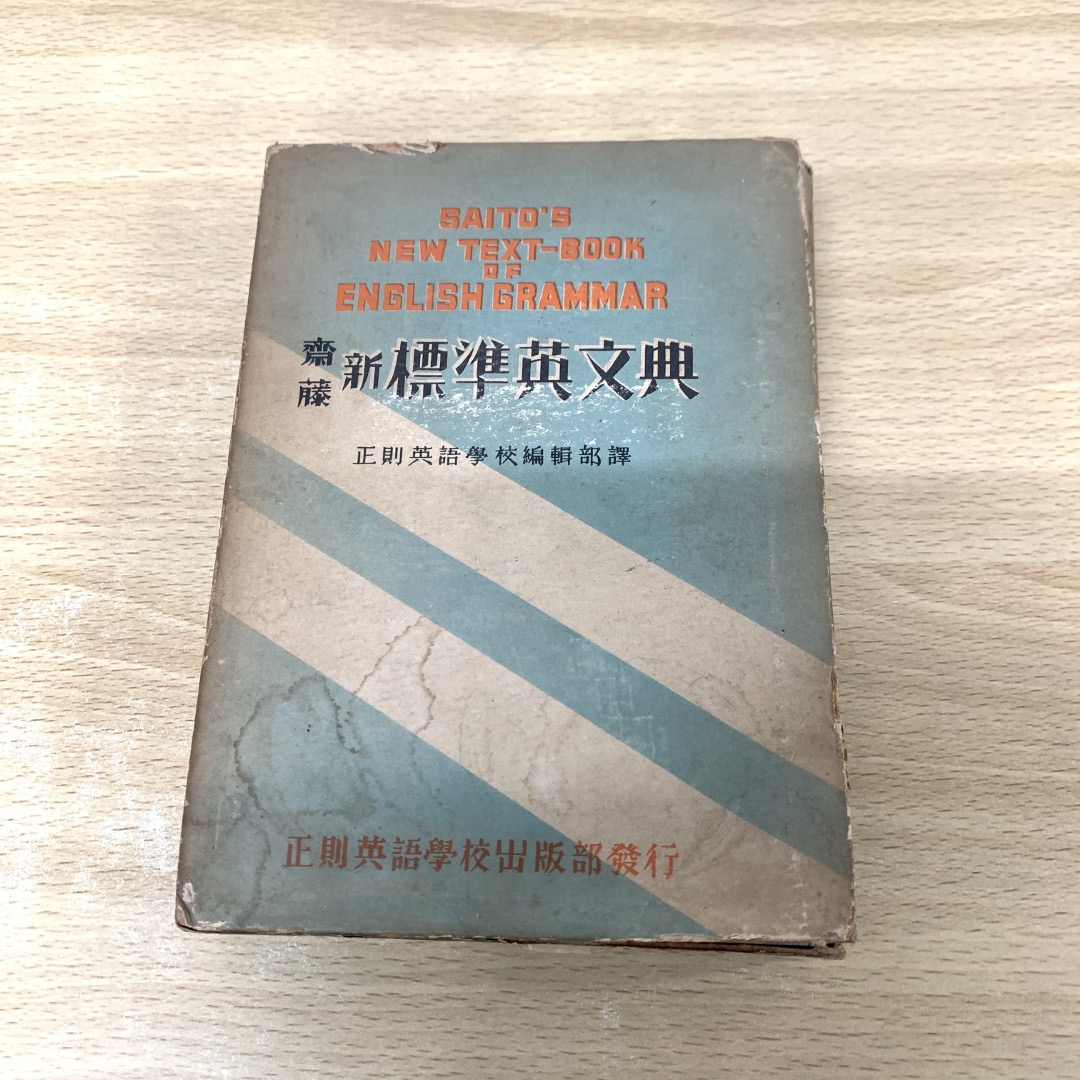 SAITO'S
NEW TEXT-BOOK
OF
ENGLISH GRAMMAR
齋藤 新標準英文典
正則英語學校編輯部譯
正則英語學校出版部發行